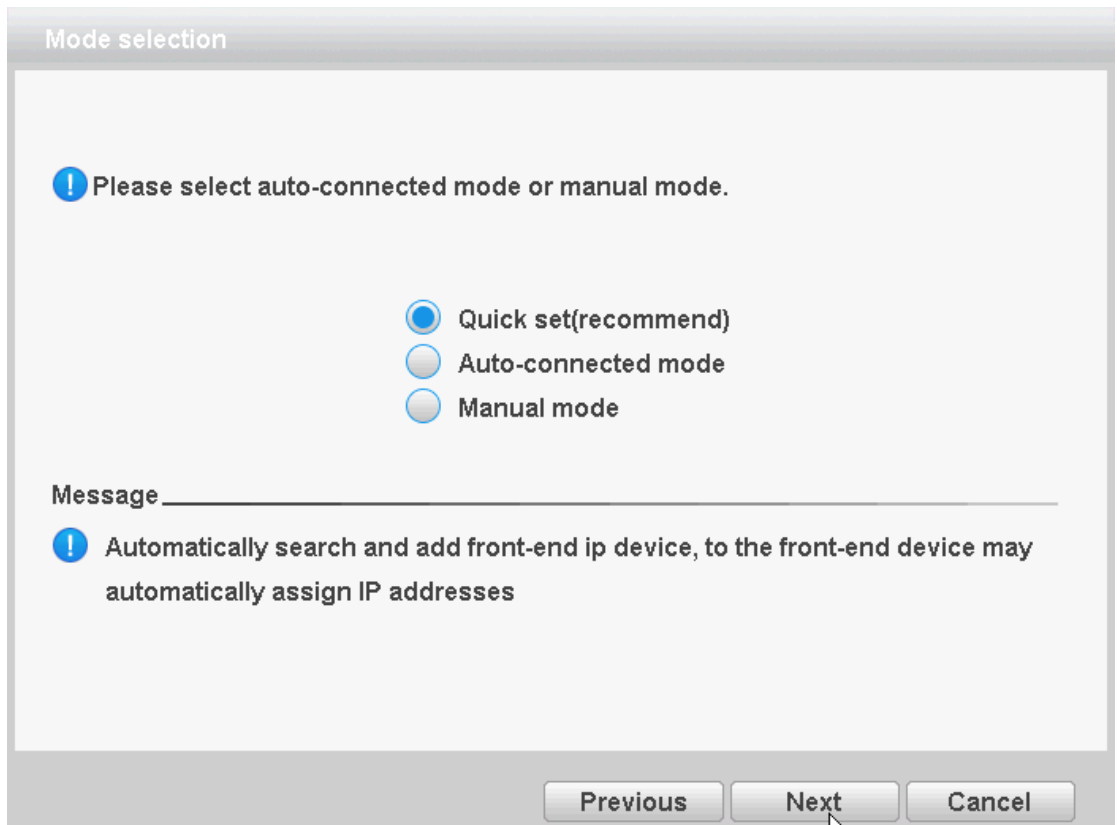 Mode selection
Please select auto-connected mode or manual mode.
Quick set(recommend)
Auto-connected mode
Manual mode
Message
Automatically search and add front-end ip device, to the front-end device may
automatically assign IP addresses
Previous Next Cancel